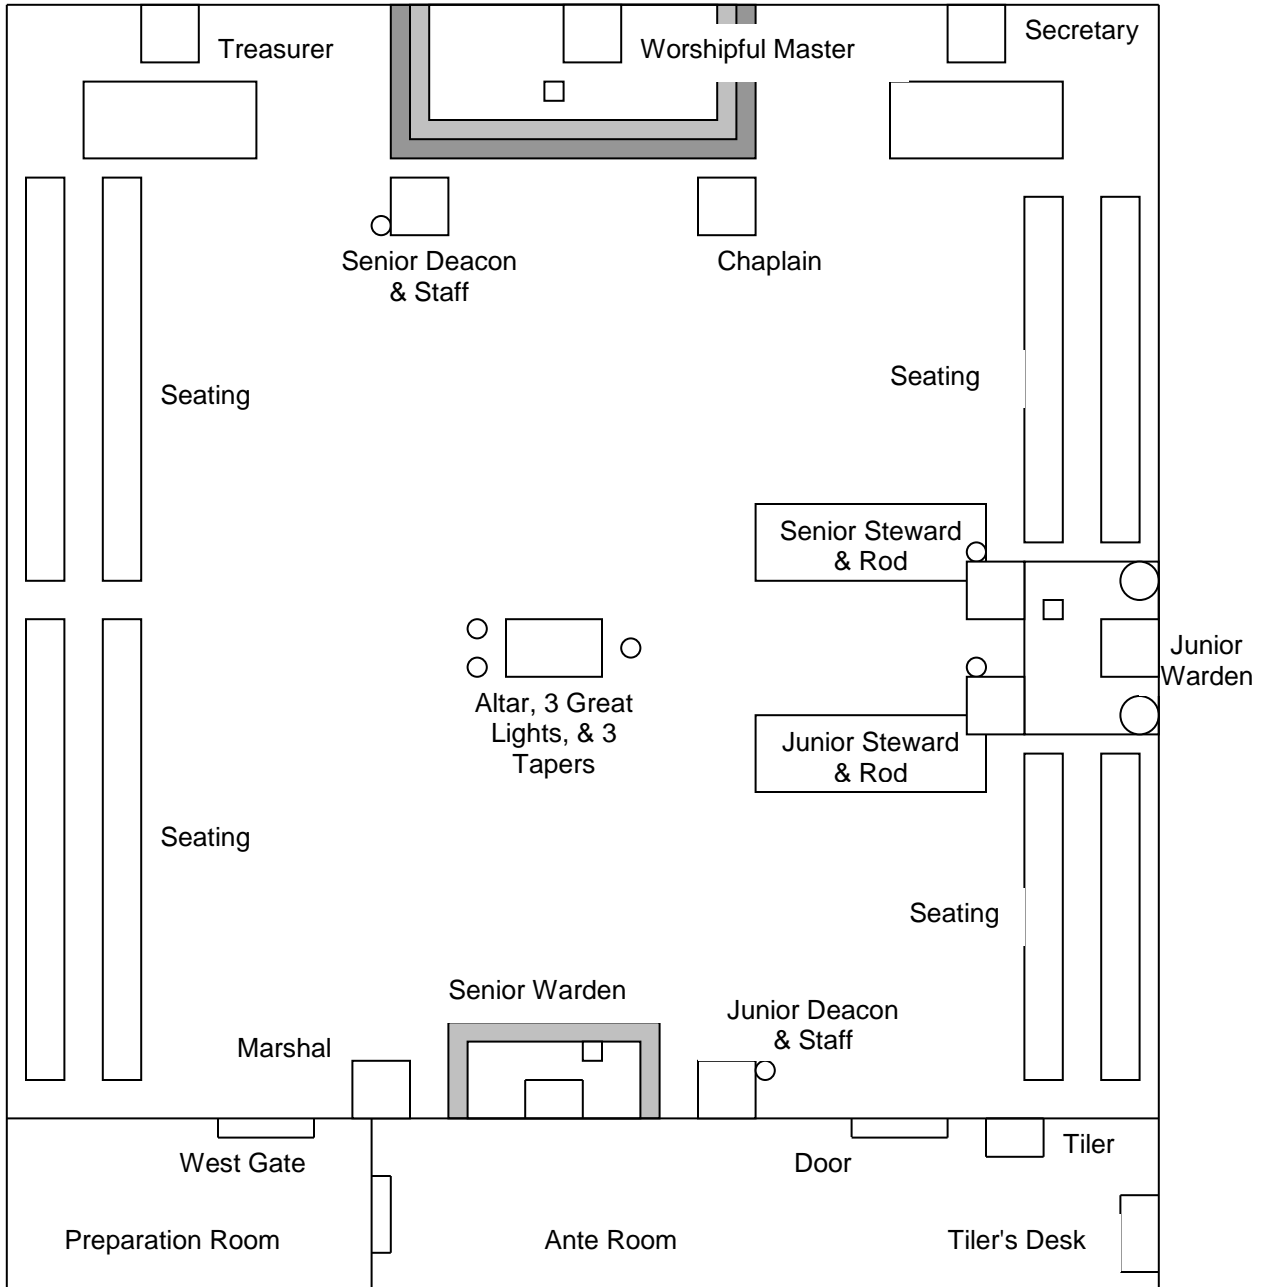 Treasurer
Worshipful Master
Secretary
Senior Deacon
& Staff
Chaplain
Seating
Seating
Senior Steward
& Rod
Junior
Warden
Altar, 3 Great
Lights, & 3
Tapers
Junior Steward
& Rod
Seating
Seating
Senior Warden
Junior Deacon
& Staff
Marshal
West Gate
Door
Tiler
Preparation Room
Ante Room
Tiler's Desk